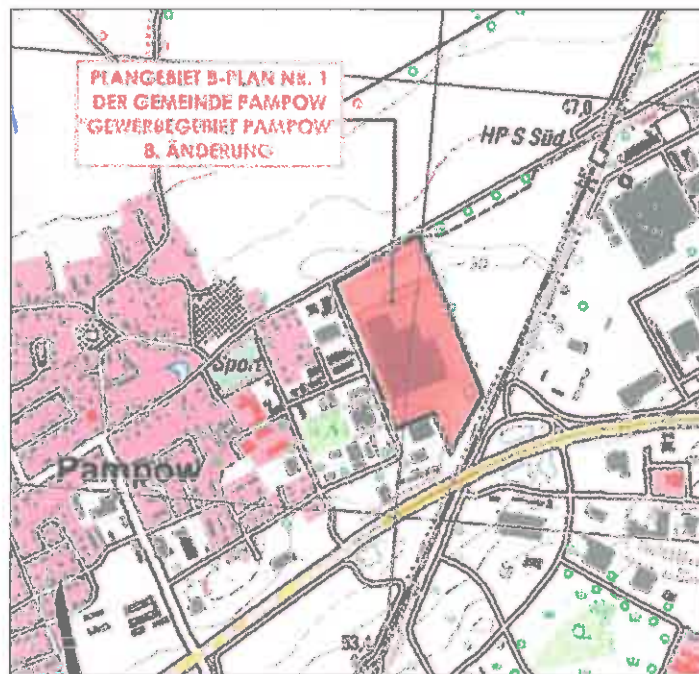 PLANGEBIET B-PLAN NR. 1
DER GEMEINDE PAMPOW
"GEWERBEGEBIET PAMPOW"
8. ÄNDERUNG
47,0
HP S Süd
Sport
Pampow
53,1